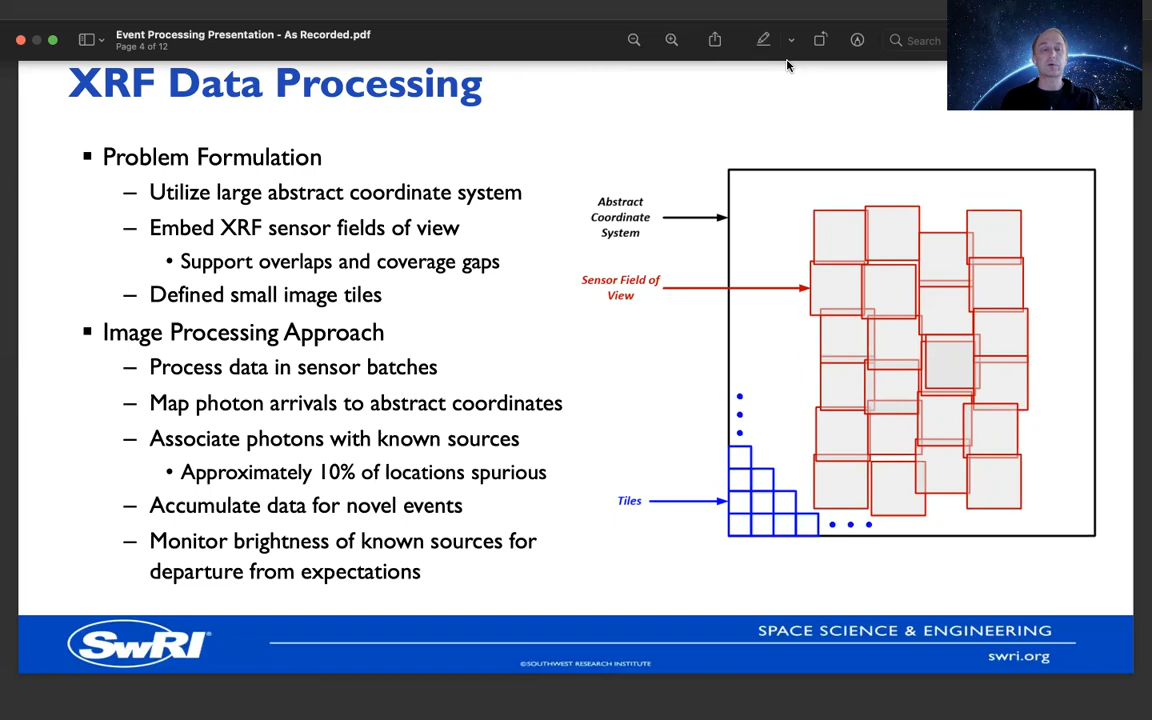 Event Processing Presentation - As Recorded.pdf
Page 4 of 12
Search
XRF Data Processing
▪ Problem Formulation
– Utilize large abstract coordinate system
– Embed XRF sensor fields of view
• Support overlaps and coverage gaps
– Defined small image tiles
▪ Image Processing Approach
– Process data in sensor batches
– Map photon arrivals to abstract coordinates
– Associate photons with known sources
• Approximately 10% of locations spurious
– Accumulate data for novel events
– Monitor brightness of known sources for
departure from expectations
Abstract
Coordinate
System
Sensor Field of
View
Tiles
SwRI®
©SOUTHWEST RESEARCH INSTITUTE
SPACE SCIENCE & ENGINEERING
swri.org